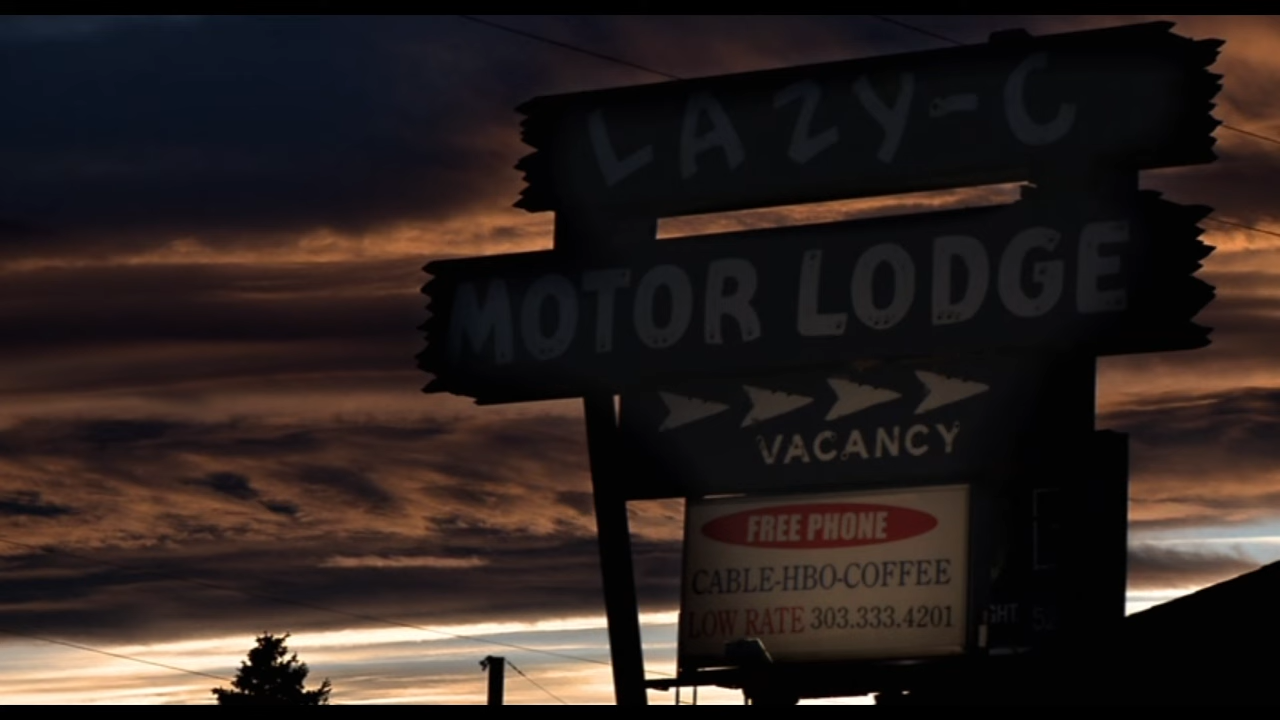 LAZY-C
MOTOR LODGE
VACANCY
FREE PHONE
CABLE-HBO-COFFEE
LOW RATE 303.333.4201